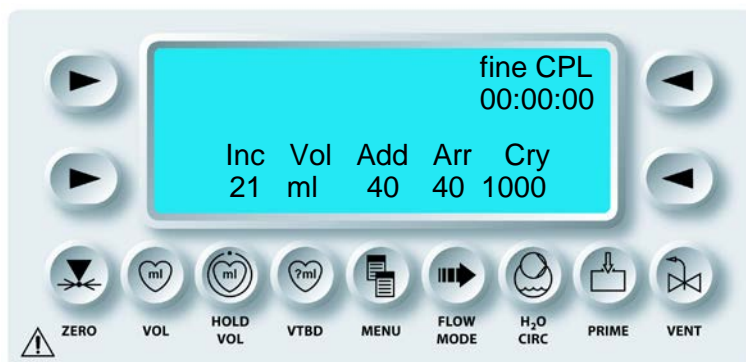 fine CPL
00:00:00
Inc Vol Add Arr Cry
21 ml 40 40 1000
ml ml ?ml
ZERO VOL HOLD VOL VTBD MENU FLOW MODE H₂O CIRC PRIME VENT